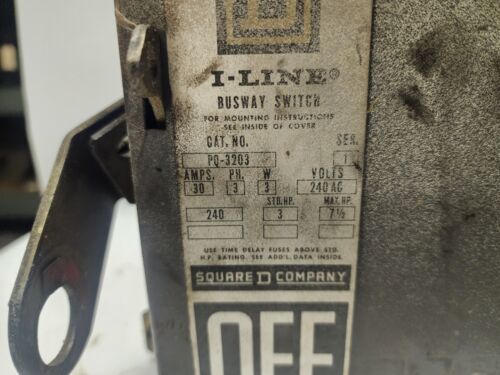 I-LINE®
BUSWAY SWITCH
FOR MOUNTING INSTRUCTIONS
SEE INSIDE OF COVER
CAT. NO. SER.
PQ-3203 1
AMPS. PH. W VOLTS
30 3 3 240 AC
STD. HP. MAX. HP.
240 3 7½
USE TIME DELAY FUSES ABOVE STD.
H.P. RATING. SEE ADD'L. DATA INSIDE.
SQUARE D COMPANY
OFF